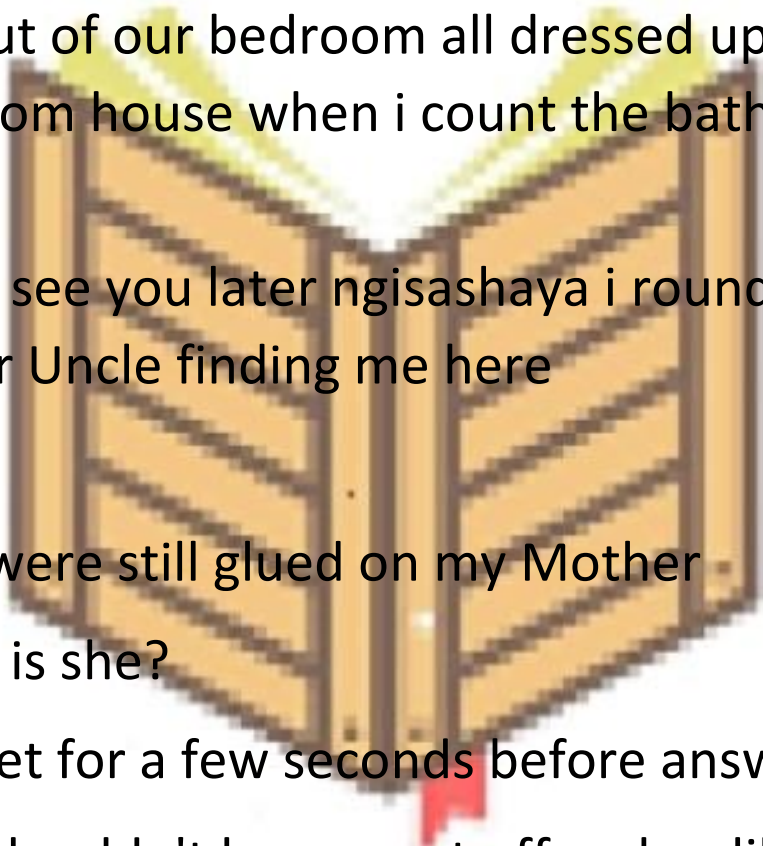 ut of our bedroom all dressed up
om house when i count the bath
see you later ngisashaya i round
r Uncle finding me here
were still glued on my Mother
is she?
et for a few seconds before answ